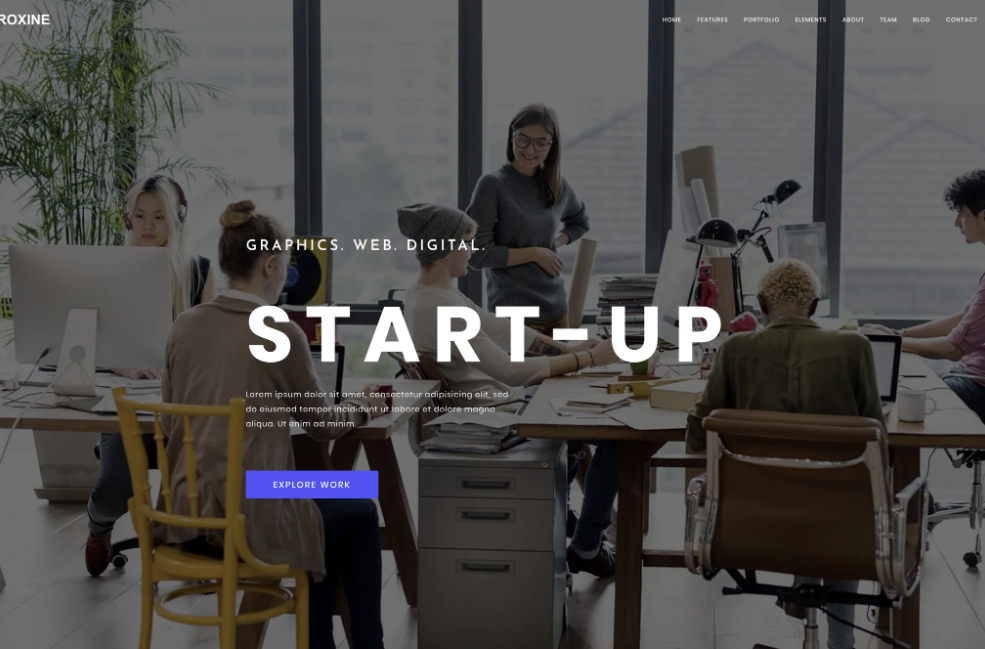 ROXINE
HOME FEATURES PORTFOLIO ELEMENTS ABOUT TEAM BLOG CONTACT
GRAPHICS. WEB. DIGITAL.
START-UP
Lorem ipsum dolor sit amet, consectetur adipisicing elit, sed
do eiusmod tempor incididunt ut labore et dolore magna
aliqua. Ut enim ad minim.
EXPLORE WORK